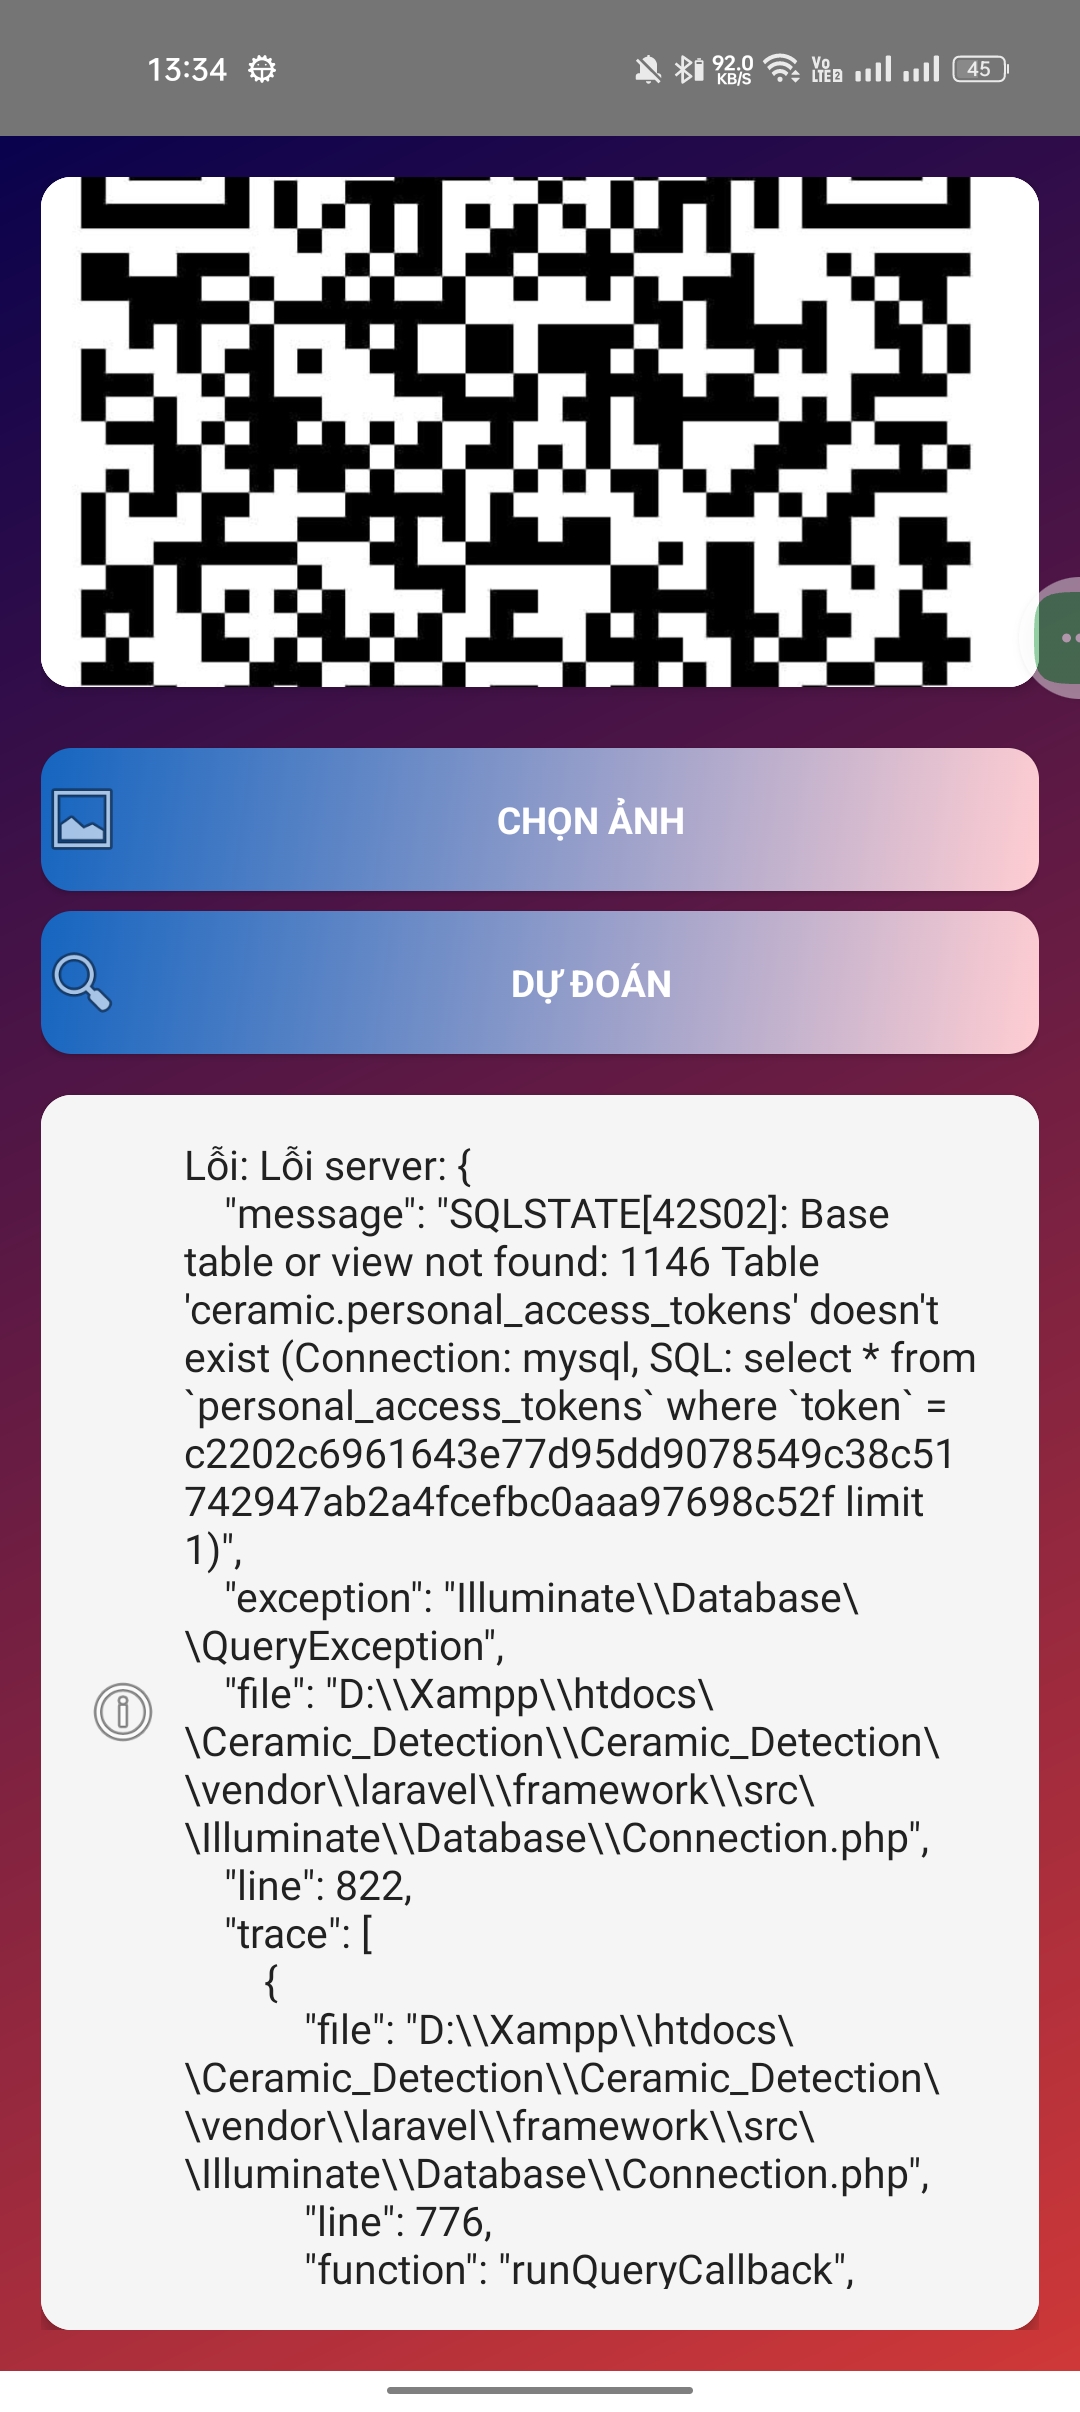 13:34
92.0
KB/S
Vo
LTE 2
45
CHỌN ẢNH
DỰ ĐOÁN
Lỗi: Lỗi server: {
"message": "SQLSTATE[42S02]: Base
table or view not found: 1146 Table
'ceramic.personal_access_tokens' doesn't
exist (Connection: mysql, SQL: select * from
`personal_access_tokens` where `token` =
c2202c6961643e77d95dd9078549c38c51
742947ab2a4fcefbc0aaa97698c52f limit
1)",
"exception": "Illuminate\\Database\
\QueryException",
"file": "D:\\Xampp\\htdocs\
\Ceramic_Detection\\Ceramic_Detection\
\vendor\\laravel\\framework\\src\
\Illuminate\\Database\\Connection.php",
"line": 822,
"trace": [
{
"file": "D:\\Xampp\\htdocs\
\Ceramic_Detection\\Ceramic_Detection\
\vendor\\laravel\\framework\\src\
\Illuminate\\Database\\Connection.php",
"line": 776,
"function": "runQueryCallback",